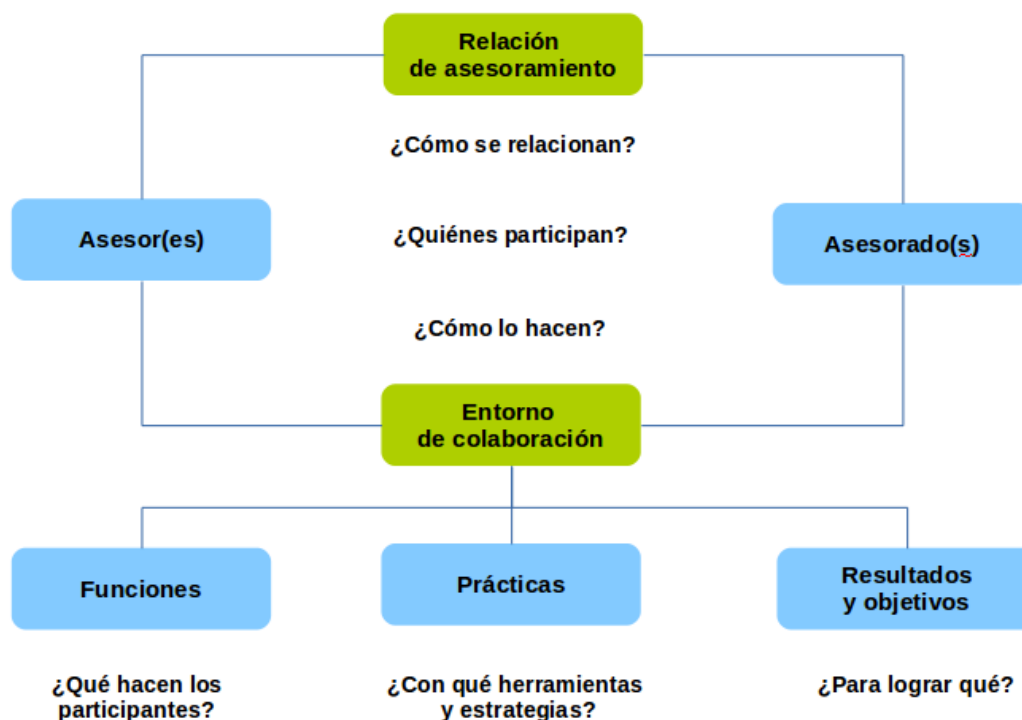 Relación
de asesoramiento
¿Cómo se relacionan?
Asesor(es)
¿Quiénes participan?
Asesorado(s)
¿Cómo lo hacen?
Entorno
de colaboración
Funciones
Prácticas
Resultados
y objetivos
¿Qué hacen los
participantes?
¿Con qué herramientas
y estrategias?
¿Para lograr qué?